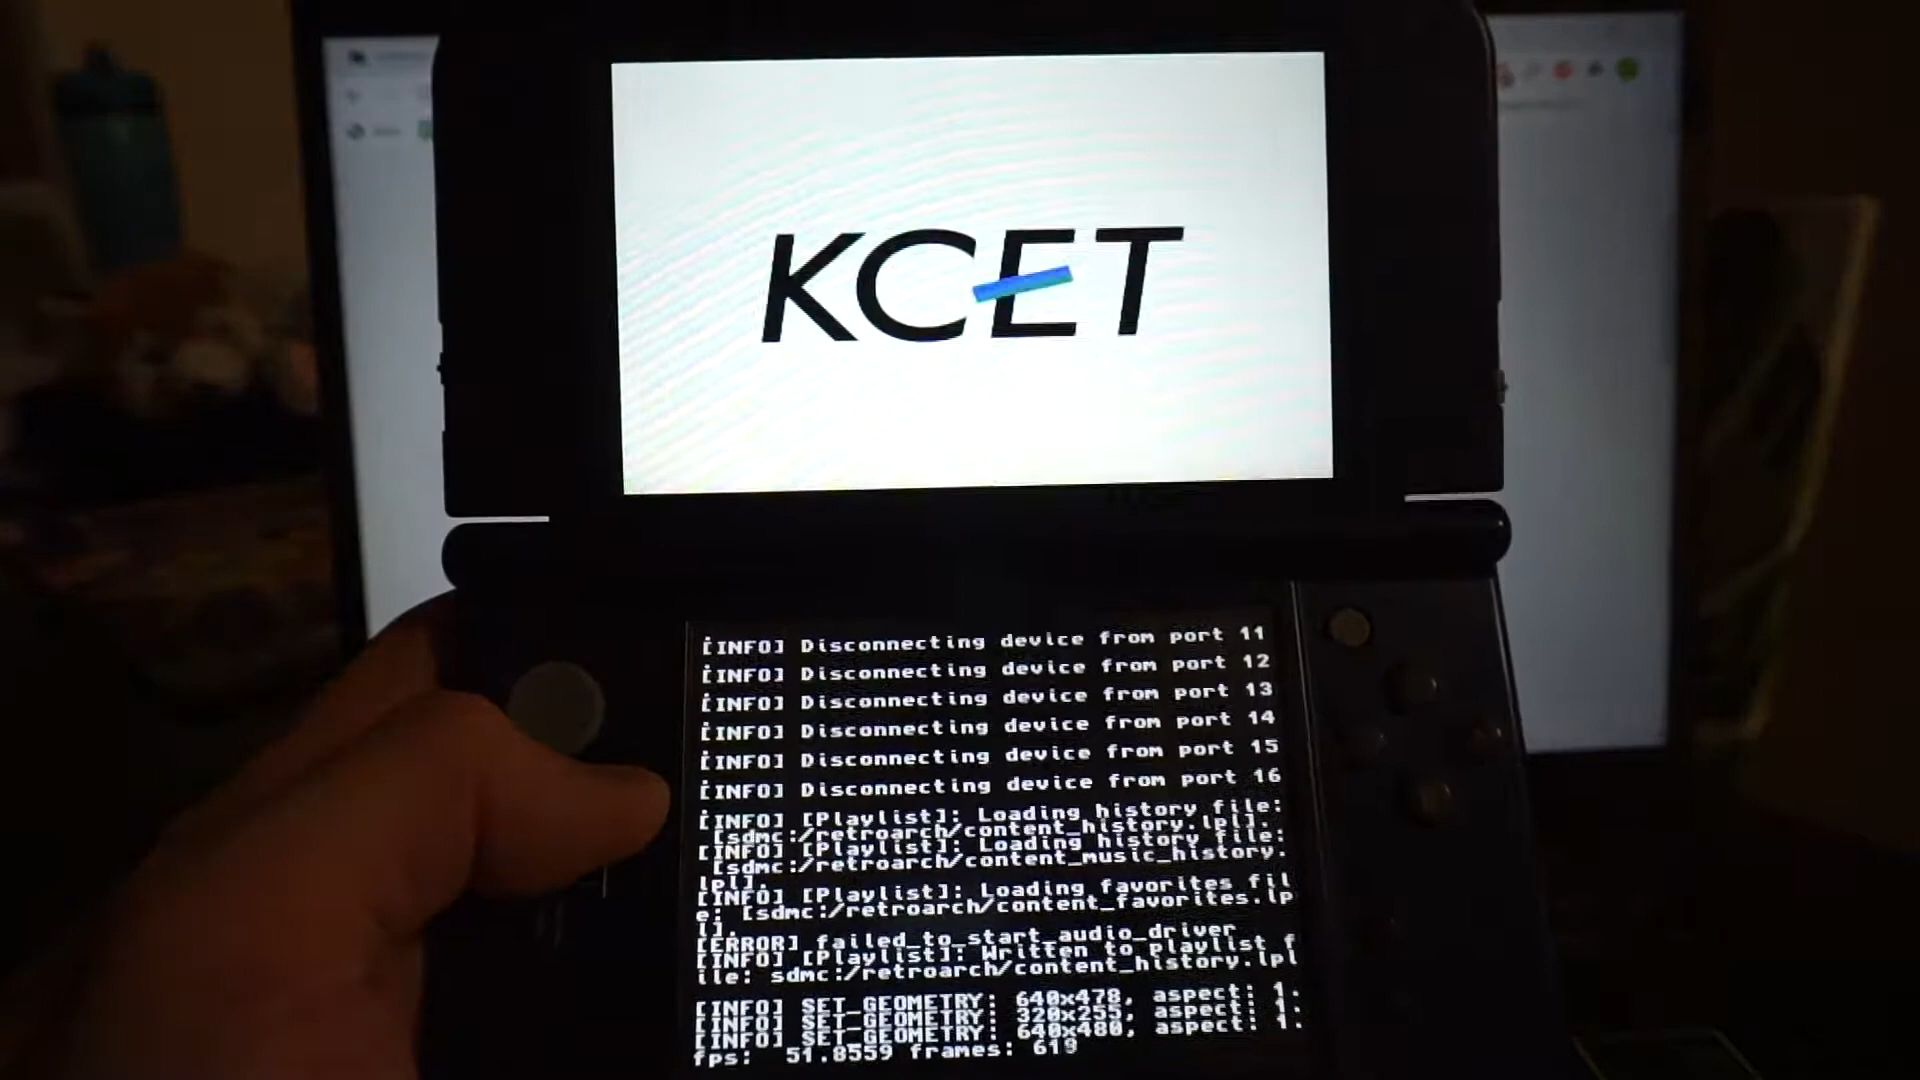 KCET
[INFO] Disconnecting device from port 11
[INFO] Disconnecting device from port 12
[INFO] Disconnecting device from port 13
[INFO] Disconnecting device from port 14
[INFO] Disconnecting device from port 15
[INFO] Disconnecting device from port 16
[INFO] [Playlist]: Loading history file:
[sdmc:/retroarch/content_history.lpl].
[INFO] [Playlist]: Loading history file:
[sdmc:/retroarch/content_music_history.
lpl].
[INFO] [Playlist]: Loading favorites fil
e: [sdmc:/retroarch/content_favorites.lp
l].
[ERROR] failed_to_start_audio_driver
[INFO] [Playlist]: Written to playlist f
ile: sdmc:/retroarch/content_history.lpl
[INFO] SET_GEOMETRY: 640x478, aspect: 1.
[INFO] SET_GEOMETRY: 320x255, aspect: 1.
[INFO] SET_GEOMETRY: 640x480, aspect: 1.
fps: 51.8559 frames: 619